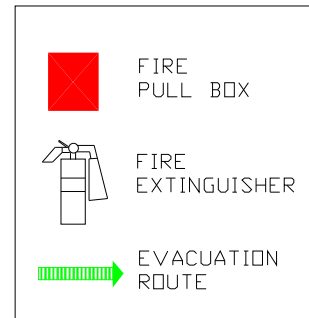 FIRE
PULL BOX
FIRE
EXTINGUISHER
EVACUATION
ROUTE